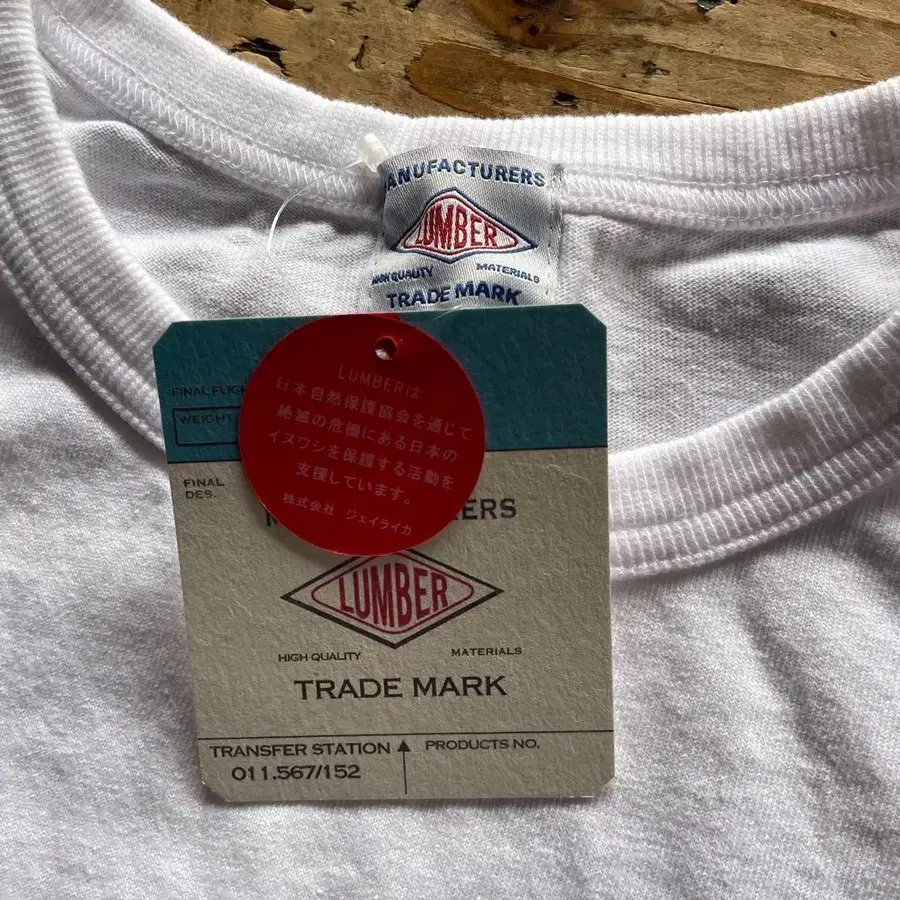 MANUFACTURERS
LUMBER
HIGH QUALITY MATERIALS
TRADE MARK
LUMBERは
日本自然保護協会を通じて
絶滅の危機にある日本の
イヌワシを保護する活動を
支援しています。
株式会社 ジェイライカ
FINAL
WEIGHT
FINAL
DES.
LUMBER
HIGH QUALITY MATERIALS
TRADE MARK
TRANSFER STATION PRODUCTS NO.
011.567/152